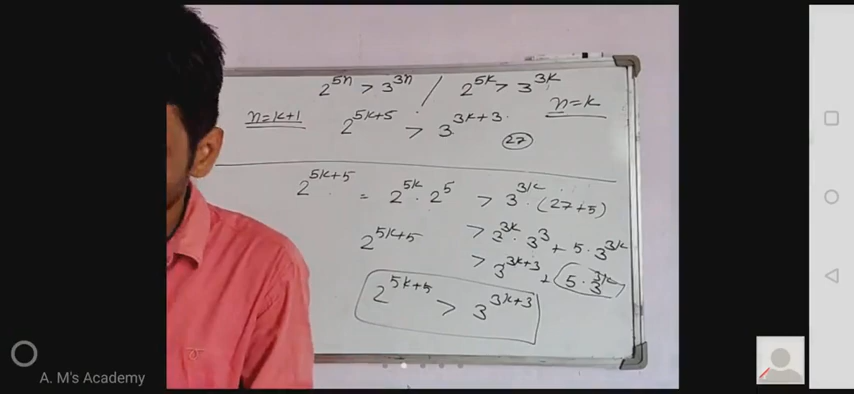 2^{5n} > 3^{3n} / 2^{5k} > 3^{3k}
n=k+1 2^{5k+5} > 3^{3k+3} n=k
27
2^{5k+5} = 2^{5k} · 2^5 > 3^{3k} · (27+5)
2^{5k+5} > 3^{3k} · 3^3 + 5 · 3^{3k}
> 3^{3k+3} + 5 · 3^{3k}
2^{5k+5} > 3^{3k+3}
A. M's Academy